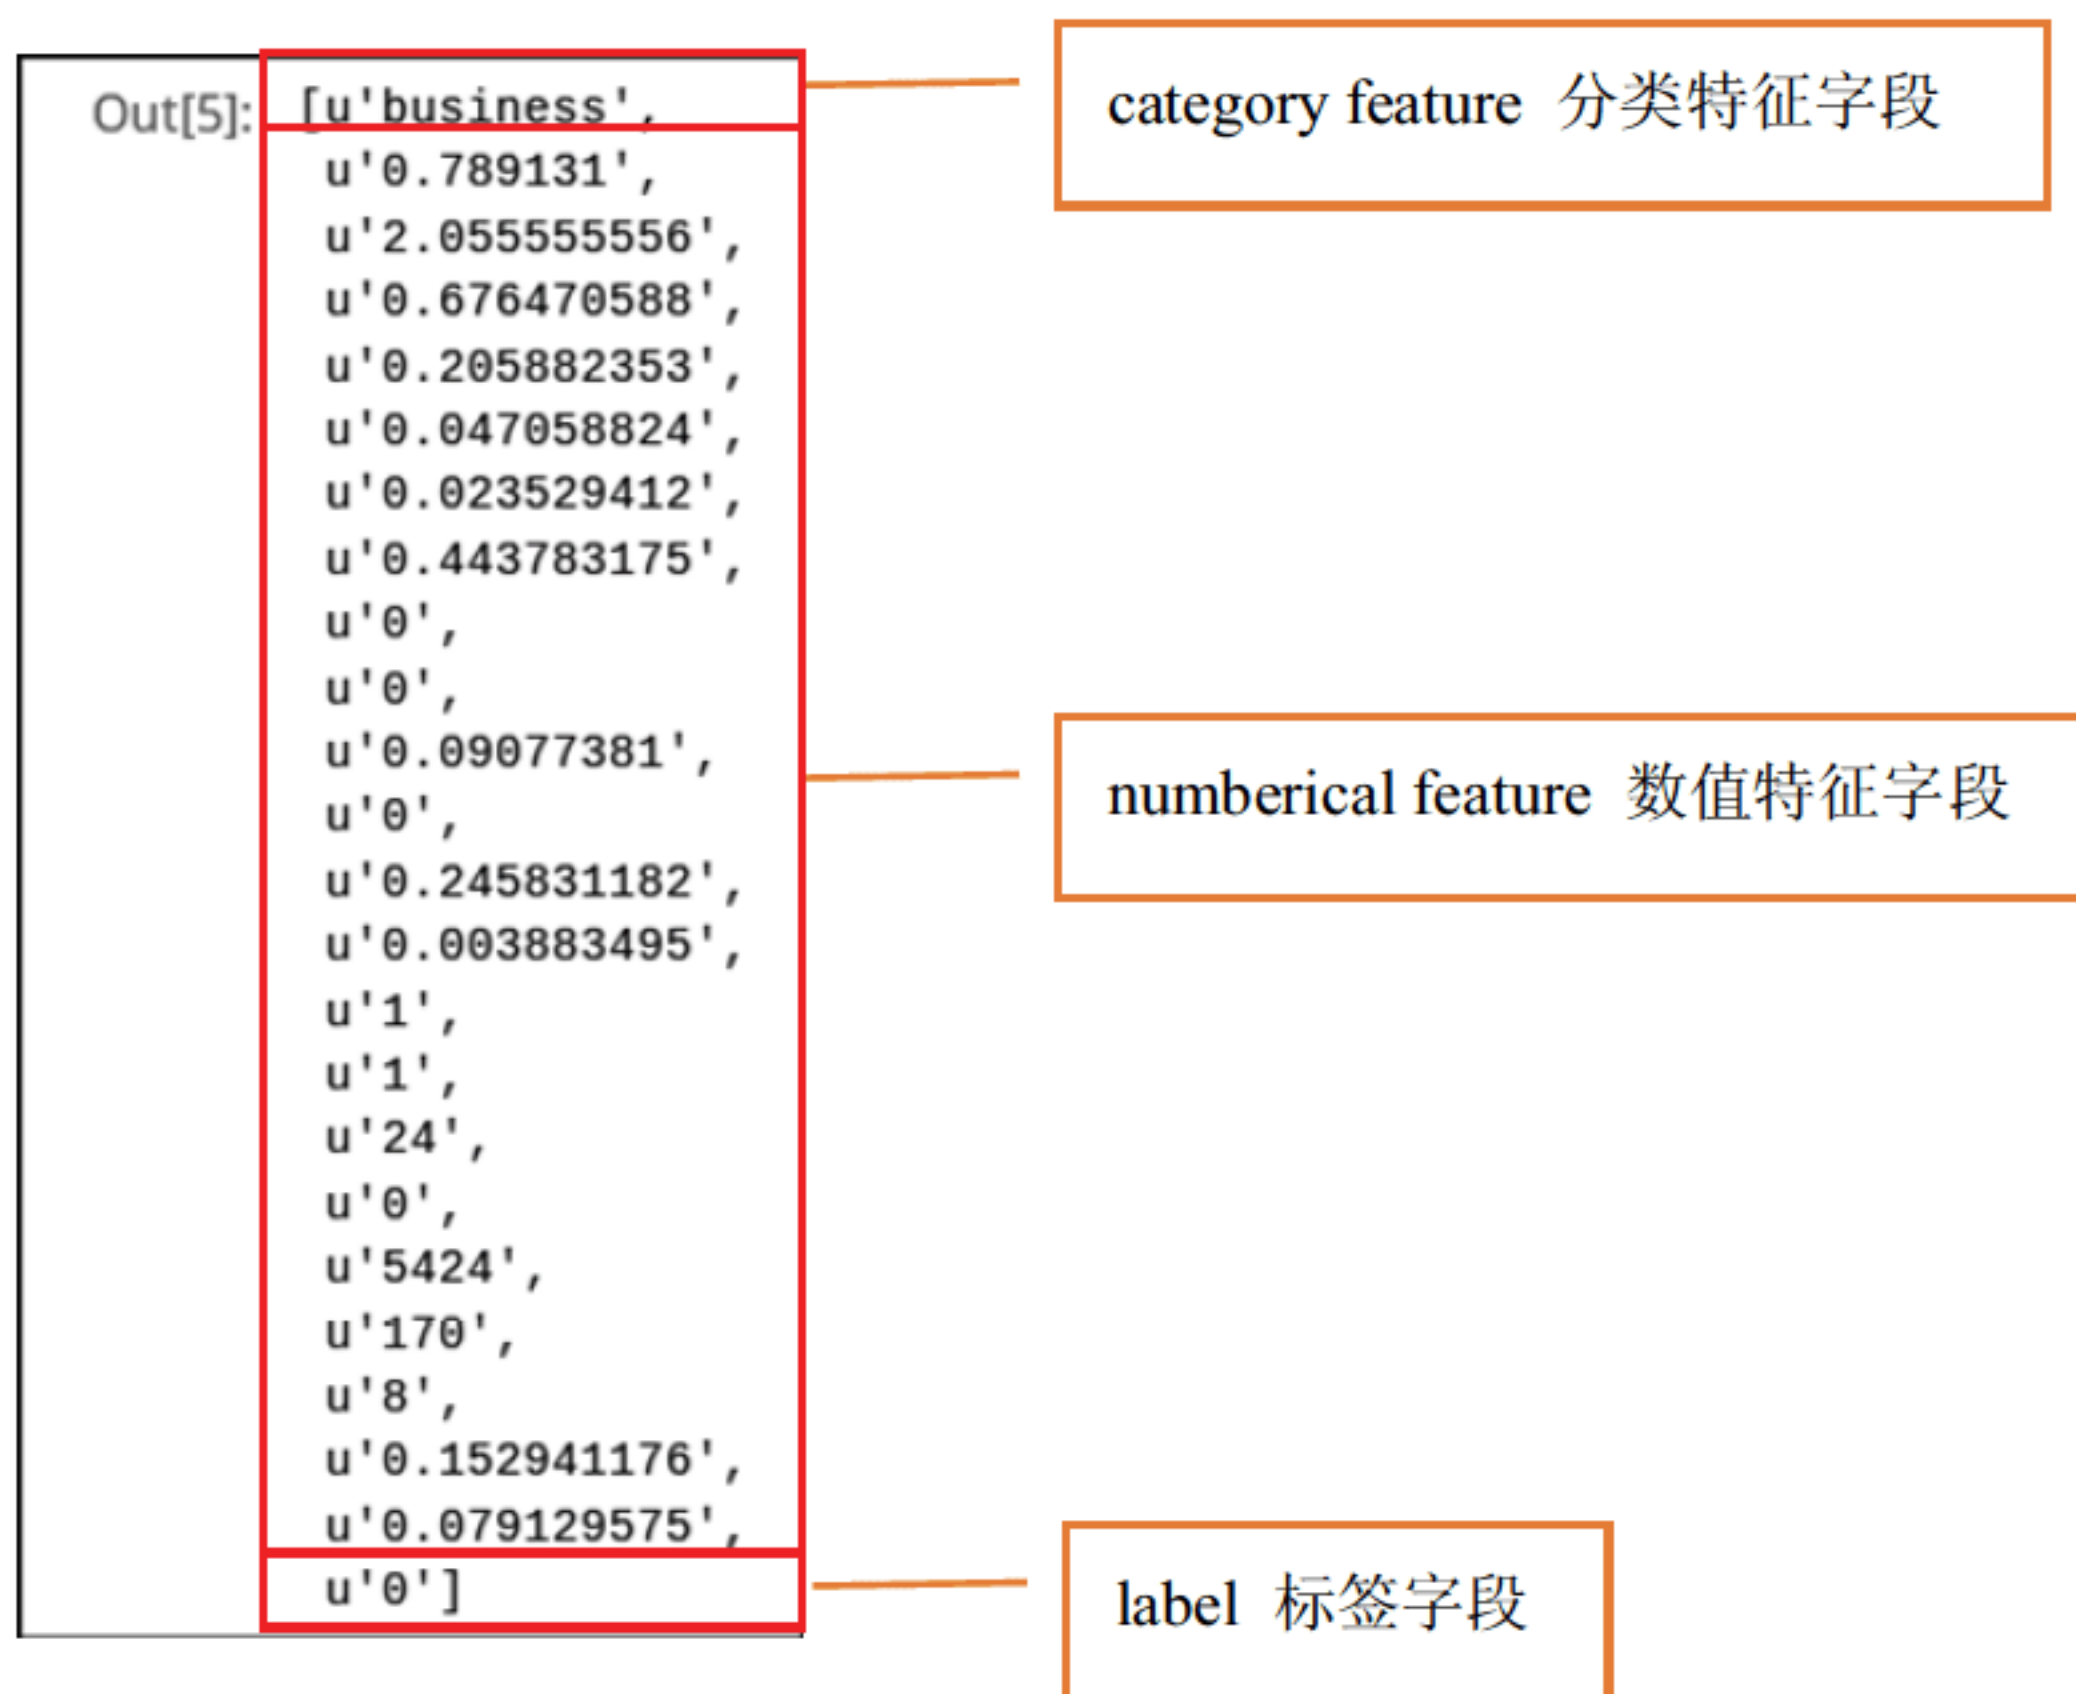 Out[5]: [u'business',
u'0.789131',
u'2.055555556',
u'0.676470588',
u'0.205882353',
u'0.047058824',
u'0.023529412',
u'0.443783175',
u'0',
u'0',
u'0.09077381',
u'0',
u'0.245831182',
u'0.003883495',
u'1',
u'1',
u'24',
u'0',
u'5424',
u'170',
u'8',
u'0.152941176',
u'0.079129575',
u'0']
category feature 分类特征字段
numberical feature 数值特征字段
label 标签字段